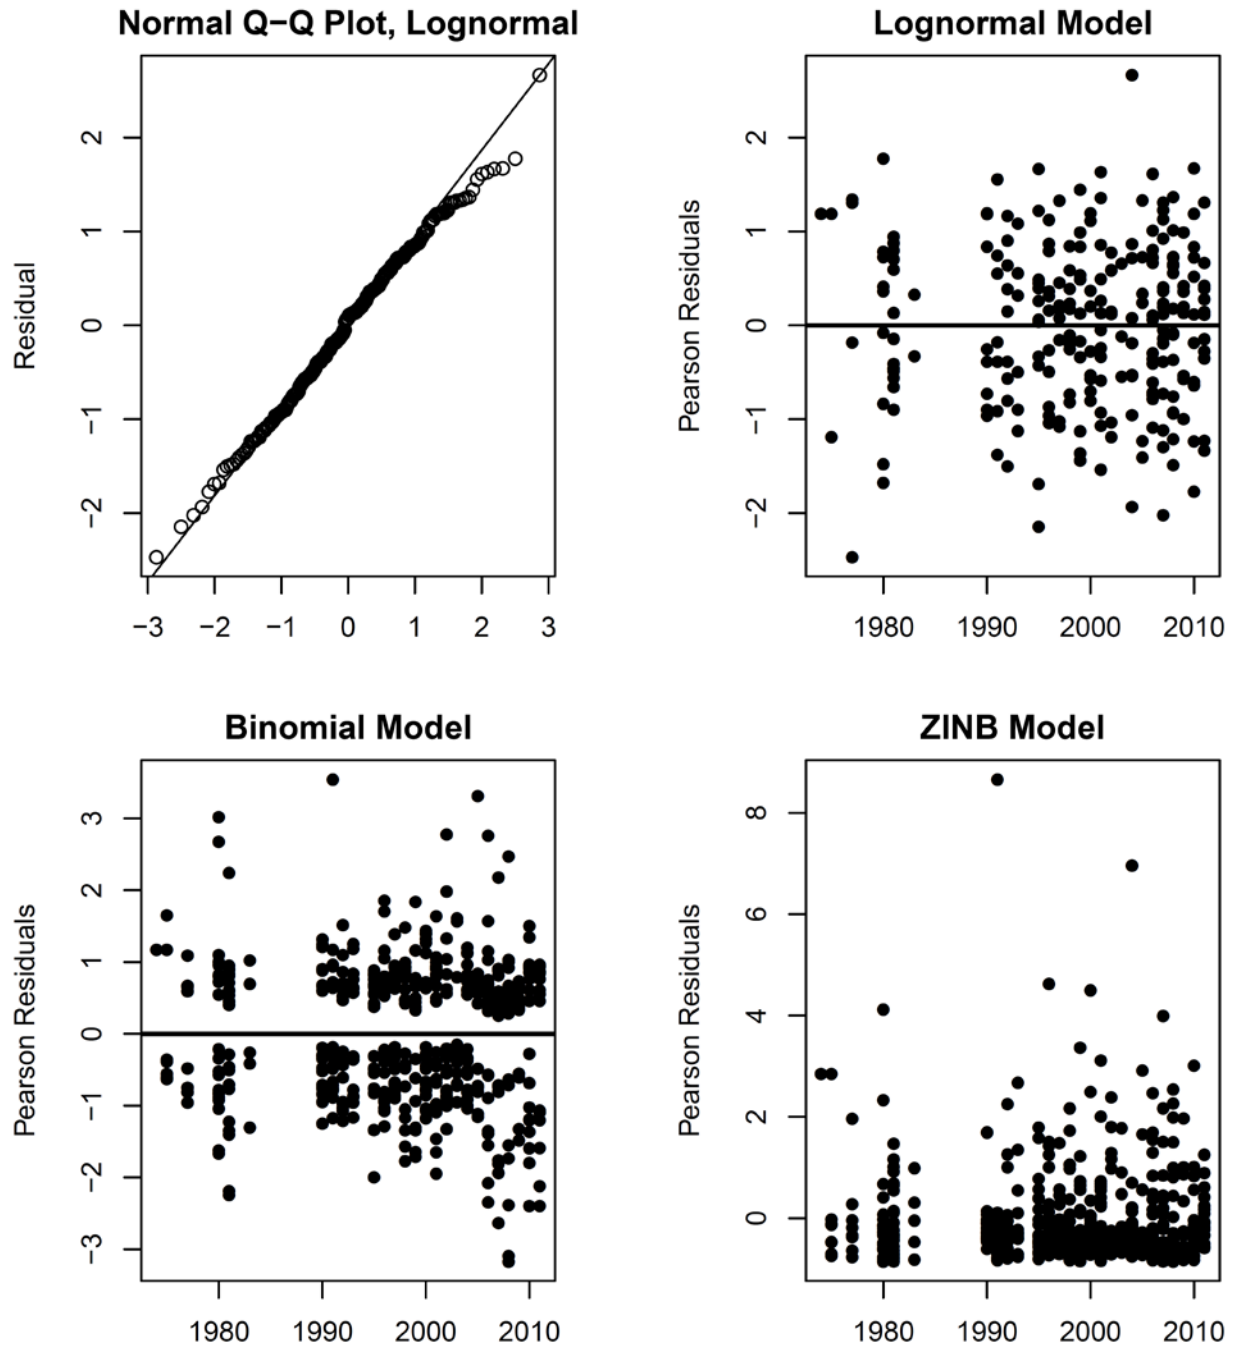 Normal Q−Q Plot, Lognormal
Residual
2
1
0
−1
−2
−3 −2 −1 0 1 2 3
Lognormal Model
Pearson Residuals
2
1
0
−1
−2
1980 1990 2000 2010
Binomial Model
Pearson Residuals
3
2
1
0
−1
−2
−3
1980 1990 2000 2010
ZINB Model
Pearson Residuals
8
6
4
2
0
1980 1990 2000 2010